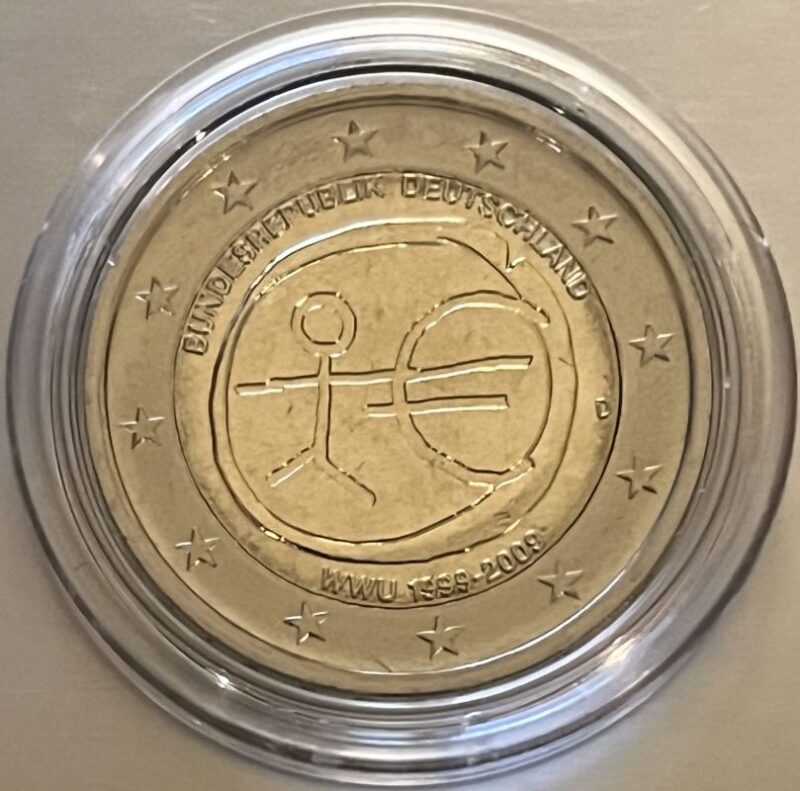 BUNDESREPUBLIK DEUTSCHLAND
D
WWU 1999-2009